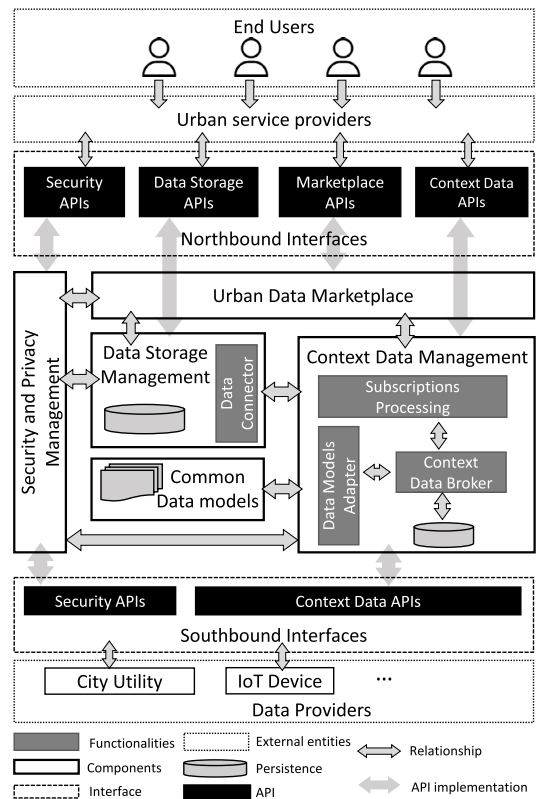 End Users
Urban service providers
Security
APIs
Data Storage
APIs
Marketplace
APIs
Context Data
APIs
Northbound Interfaces
Security and Privacy
Management
Urban Data Marketplace
Data Storage
Management
Data
Connector
Common
Data models
Context Data Management
Subscriptions
Processing
Data Models
Adapter
Context
Data Broker
Security APIs
Context Data APIs
Southbound Interfaces
City Utility
IoT Device
...
Data Providers
Functionalities
External entities
Relationship
Components
Persistence
API implementation
Interface
API